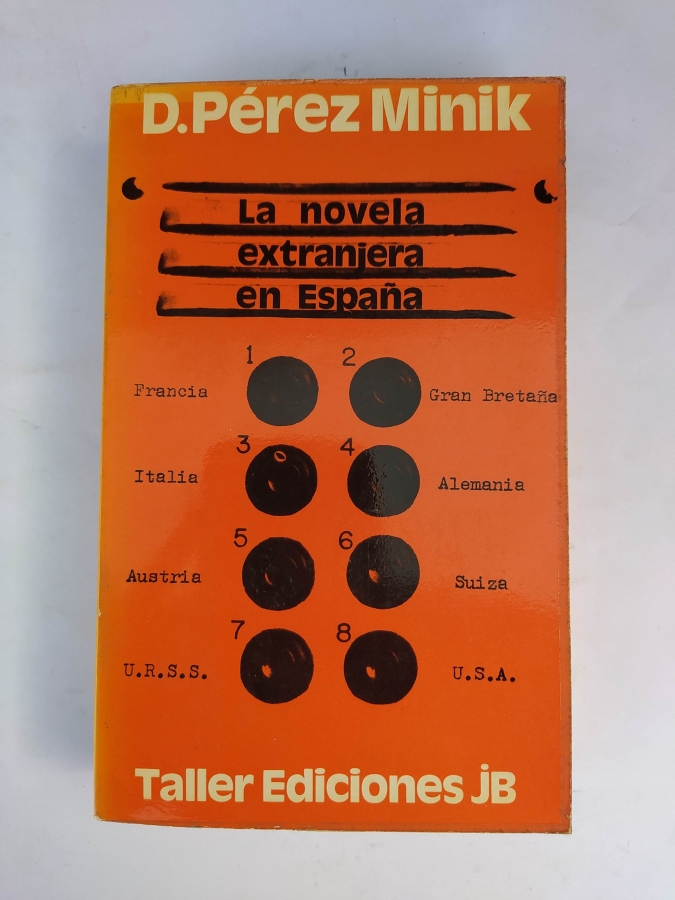 D. Pérez Minik
La novela
extranjera
en España
1 2
Francia Gran Bretaña
3 4
Italia Alemania
5 6
Austria Suiza
7 8
U.R.S.S. U.S.A.
Taller Ediciones jB